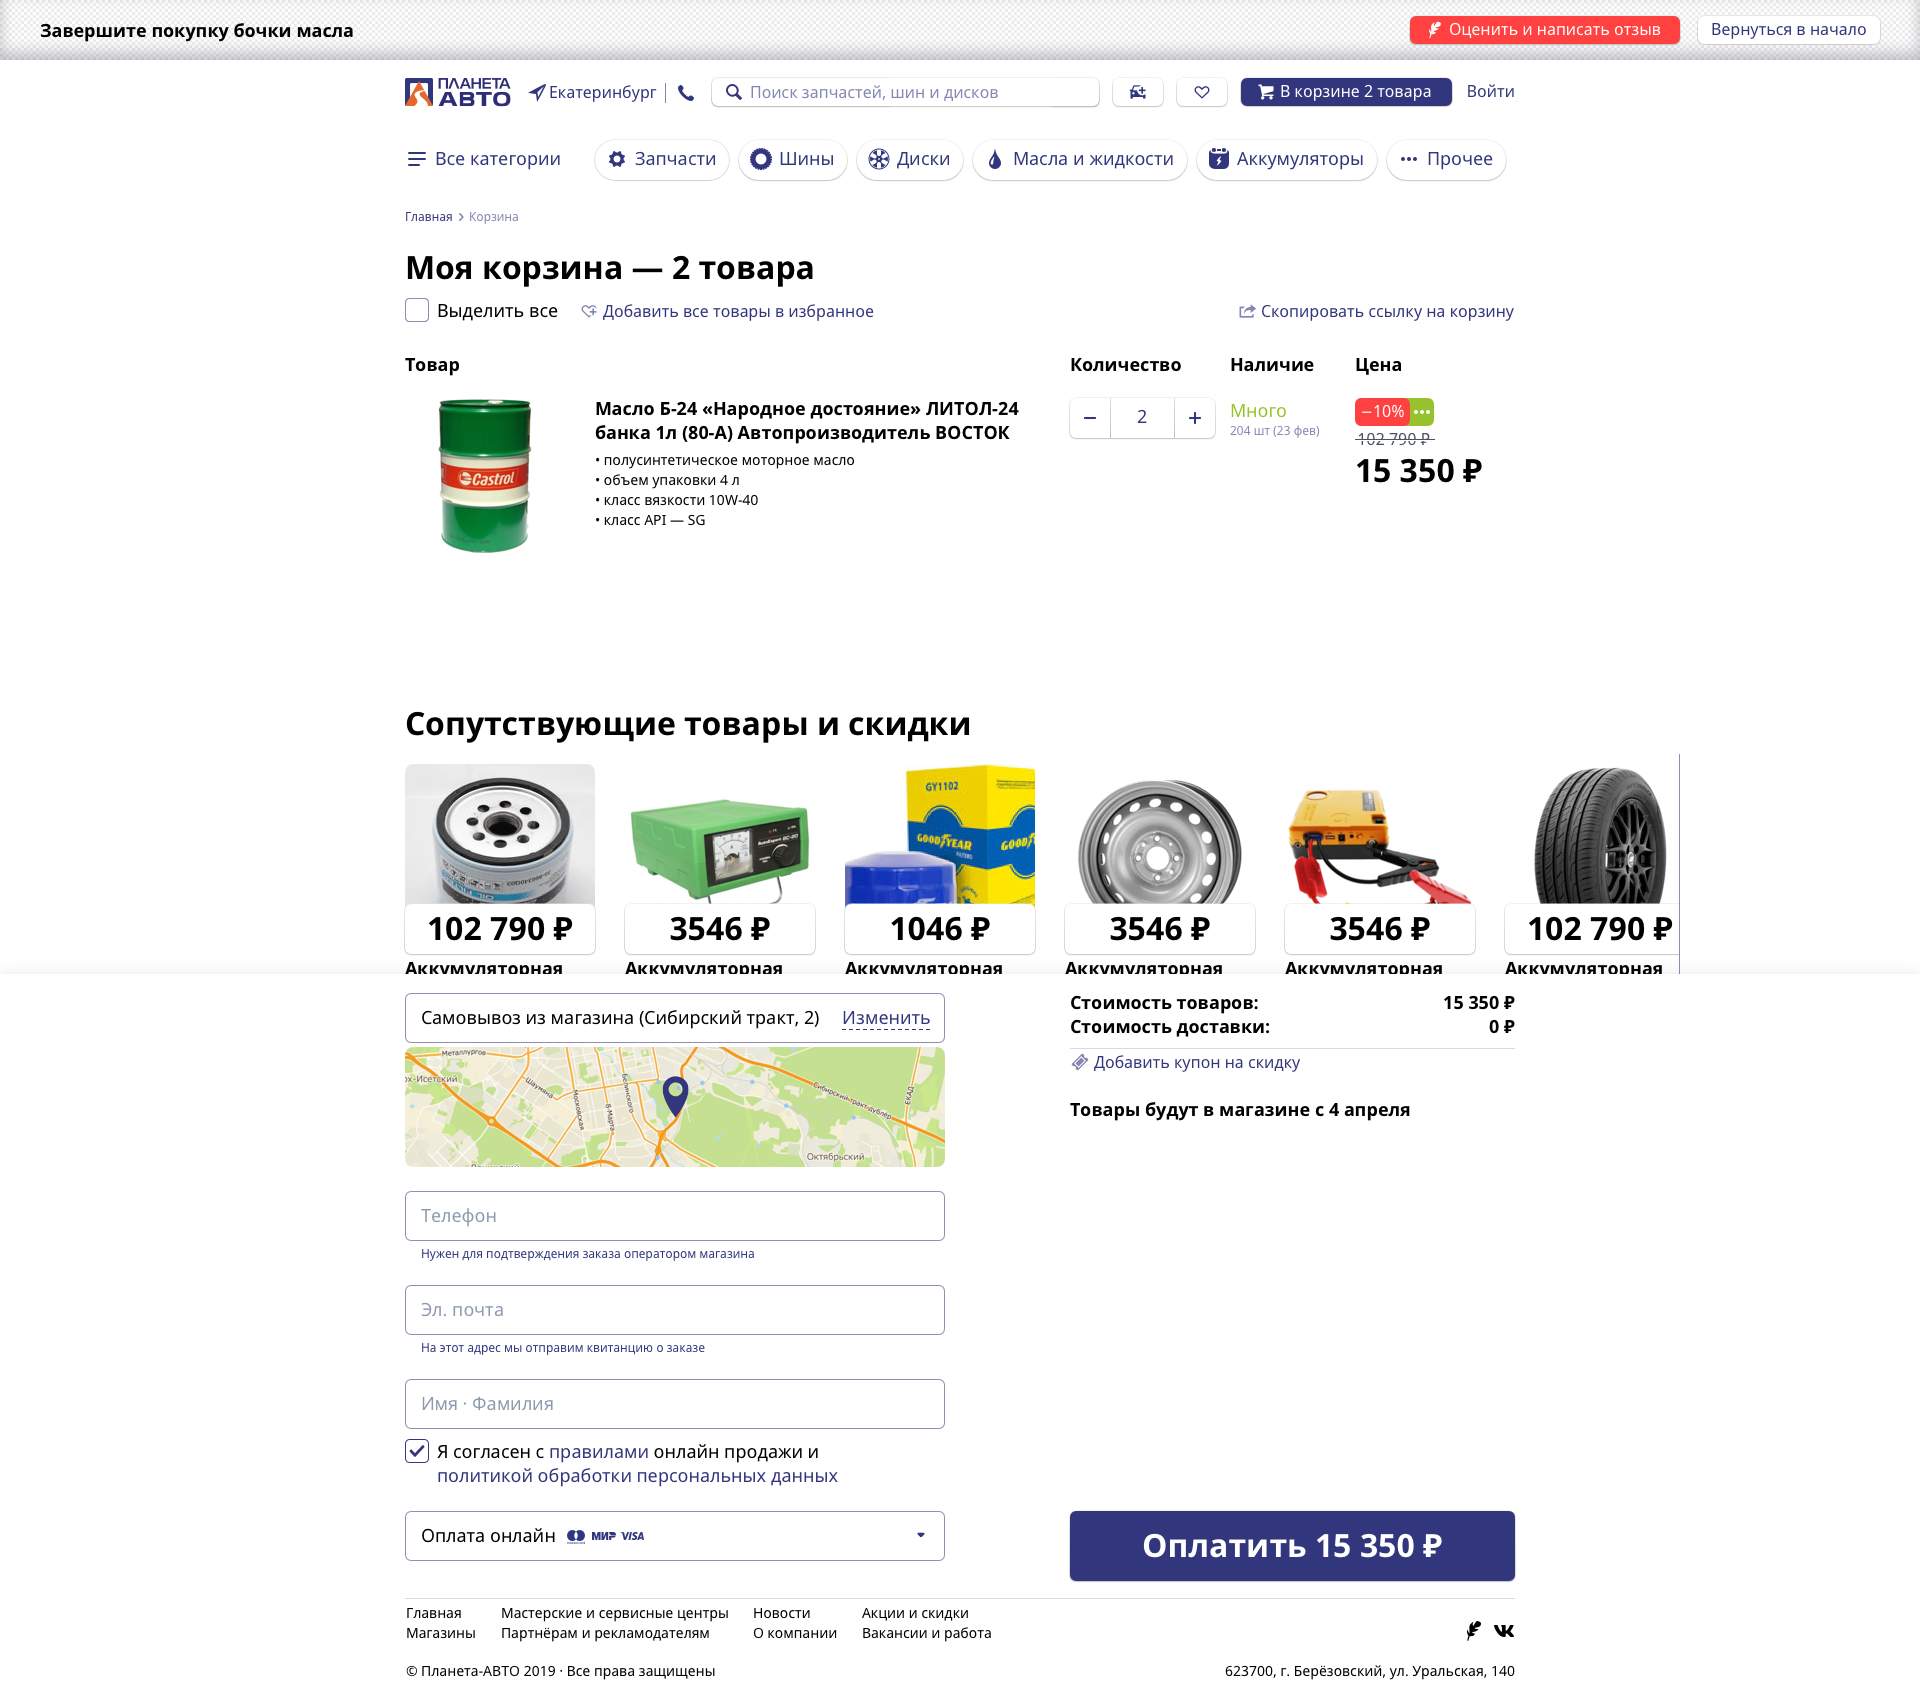 Завершите покупку бочки масла
Оценить и написать отзыв
Вернуться в начало
ПЛАНЕТА
АВТО
Екатеринбург
Поиск запчастей, шин и дисков
В корзине 2 товара
Войти
Все категории
Запчасти
Шины
Диски
Масла и жидкости
Аккумуляторы
Прочее
Главная
Корзина
Моя корзина — 2 товара
Выделить все
Добавить все товары в избранное
Скопировать ссылку на корзину
Товар
Количество
Наличие
Цена
Castrol
Масло Б-24 «Народное достояние» ЛИТОЛ-24
банка 1л (80-А) Автопроизводитель ВОСТОК
• полусинтетическое моторное масло
• объем упаковки 4 л
• класс вязкости 10W-40
• класс API — SG
2
Много
204 шт (23 фев)
−10%
102 790 ₽
15 350 ₽
Сопутствующие товары и скидки
GY1102
GOODYEAR
FILTERS
102 790 ₽
3546 ₽
1046 ₽
3546 ₽
3546 ₽
102 790 ₽
Аккумуляторная
Аккумуляторная
Аккумуляторная
Аккумуляторная
Аккумуляторная
Аккумуляторная
Самовывоз из магазина (Сибирский тракт, 2)
Изменить
Металлургов
рх-Исетский
Шаумяна
Московская
8-Марта
Белинского
Сибирский тракт дублёр
ЕКАД
Октябрьский
Телефон
Нужен для подтверждения заказа оператором магазина
Эл. почта
На этот адрес мы отправим квитанцию о заказе
Имя · Фамилия
Я согласен с правилами онлайн продажи и
политикой обработки персональных данных
Оплата онлайн
МИР
VISA
Стоимость товаров:
15 350 ₽
Стоимость доставки:
0 ₽
Добавить купон на скидку
Товары будут в магазине с 4 апреля
Оплатить 15 350 ₽
Главная
Мастерские и сервисные центры
Новости
Акции и скидки
Магазины
Партнёрам и рекламодателям
О компании
Вакансии и работа
© Планета-АВТО 2019 · Все права защищены
623700, г. Берёзовский, ул. Уральская, 140